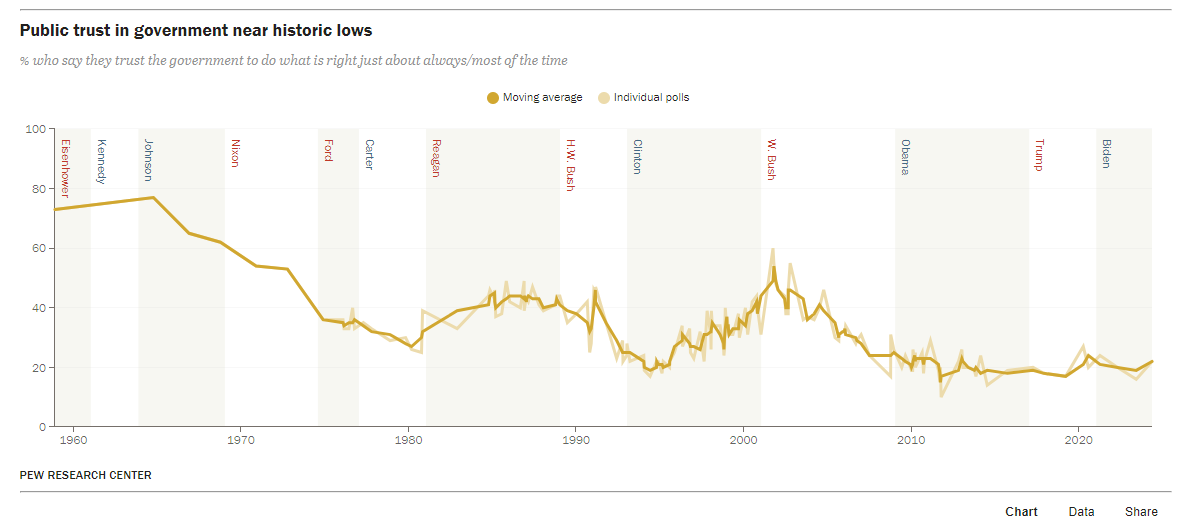 Public trust in government near historic lows
% who say they trust the government to do what is right just about always/most of the time
Moving average
Individual polls
100
80
60
40
20
0
Eisenhower
Kennedy
Johnson
Nixon
Ford
Carter
Reagan
H.W. Bush
Clinton
W. Bush
Obama
Trump
Biden
1960
1970
1980
1990
2000
2010
2020
PEW RESEARCH CENTER
Chart
Data
Share